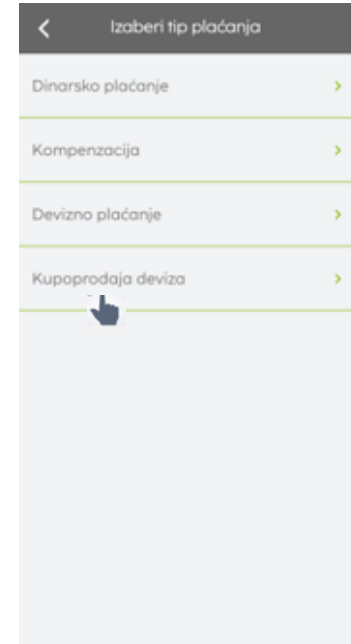 Izaberi tip plaćanja
Dinarsko plaćanje
Kompenzacija
Devizno plaćanje
Kupoprodaja deviza